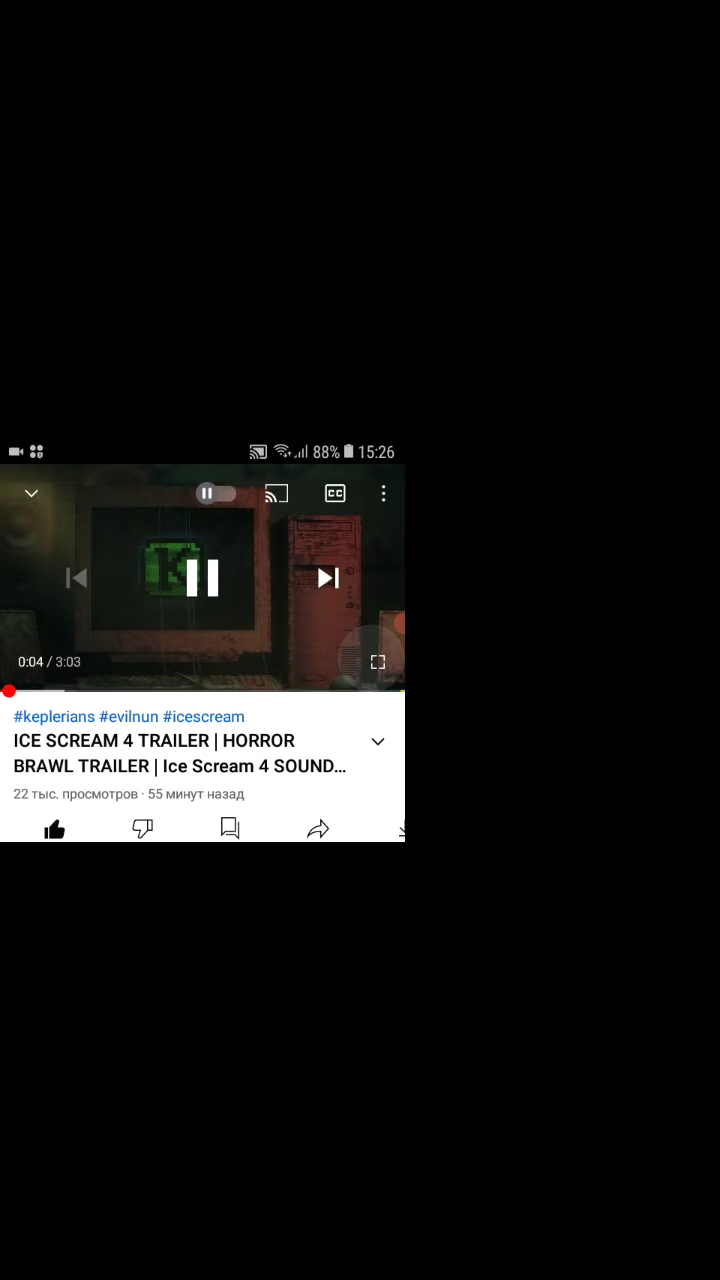 88% 15:26
CC
K
0:04 / 3:03
#keplerians #evilnun #icescream
ICE SCREAM 4 TRAILER | HORROR
BRAWL TRAILER | Ice Scream 4 SOUND...
22 тыс. просмотров · 55 минут назад